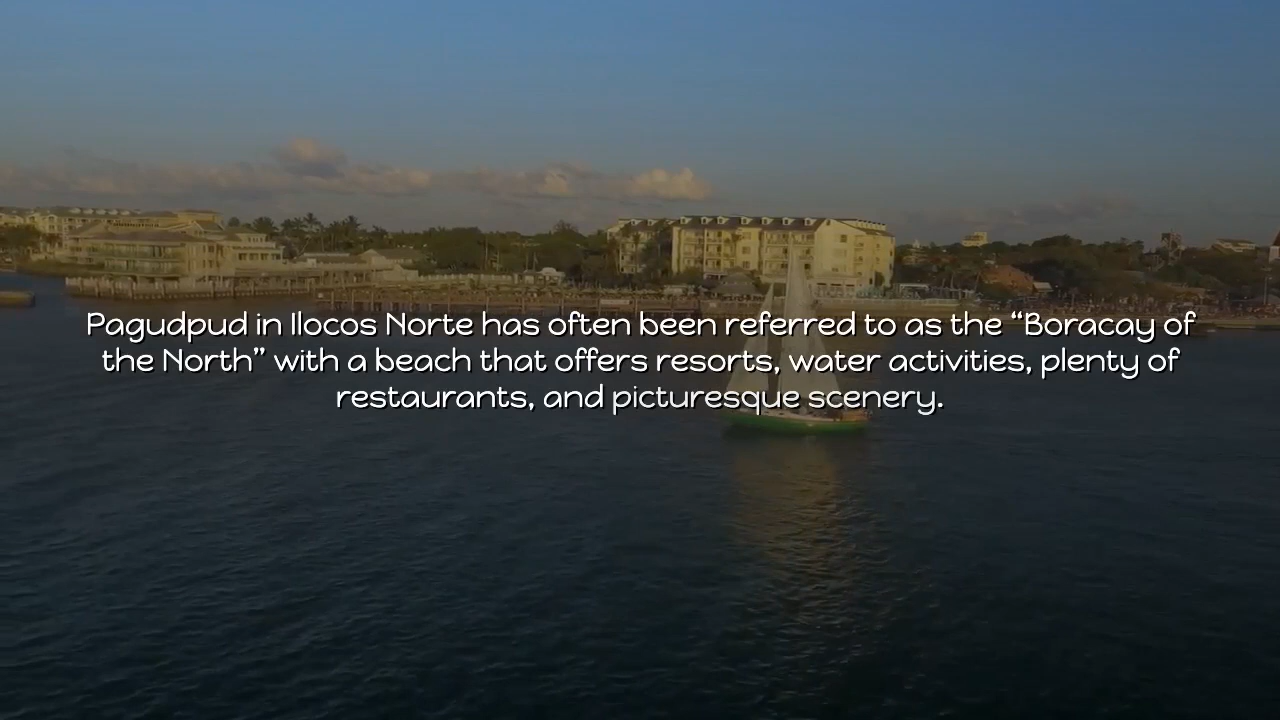 Pagudpud in Ilocos Norte has often been referred to as the “Boracay of
the North” with a beach that offers resorts, water activities, plenty of
restaurants, and picturesque scenery.